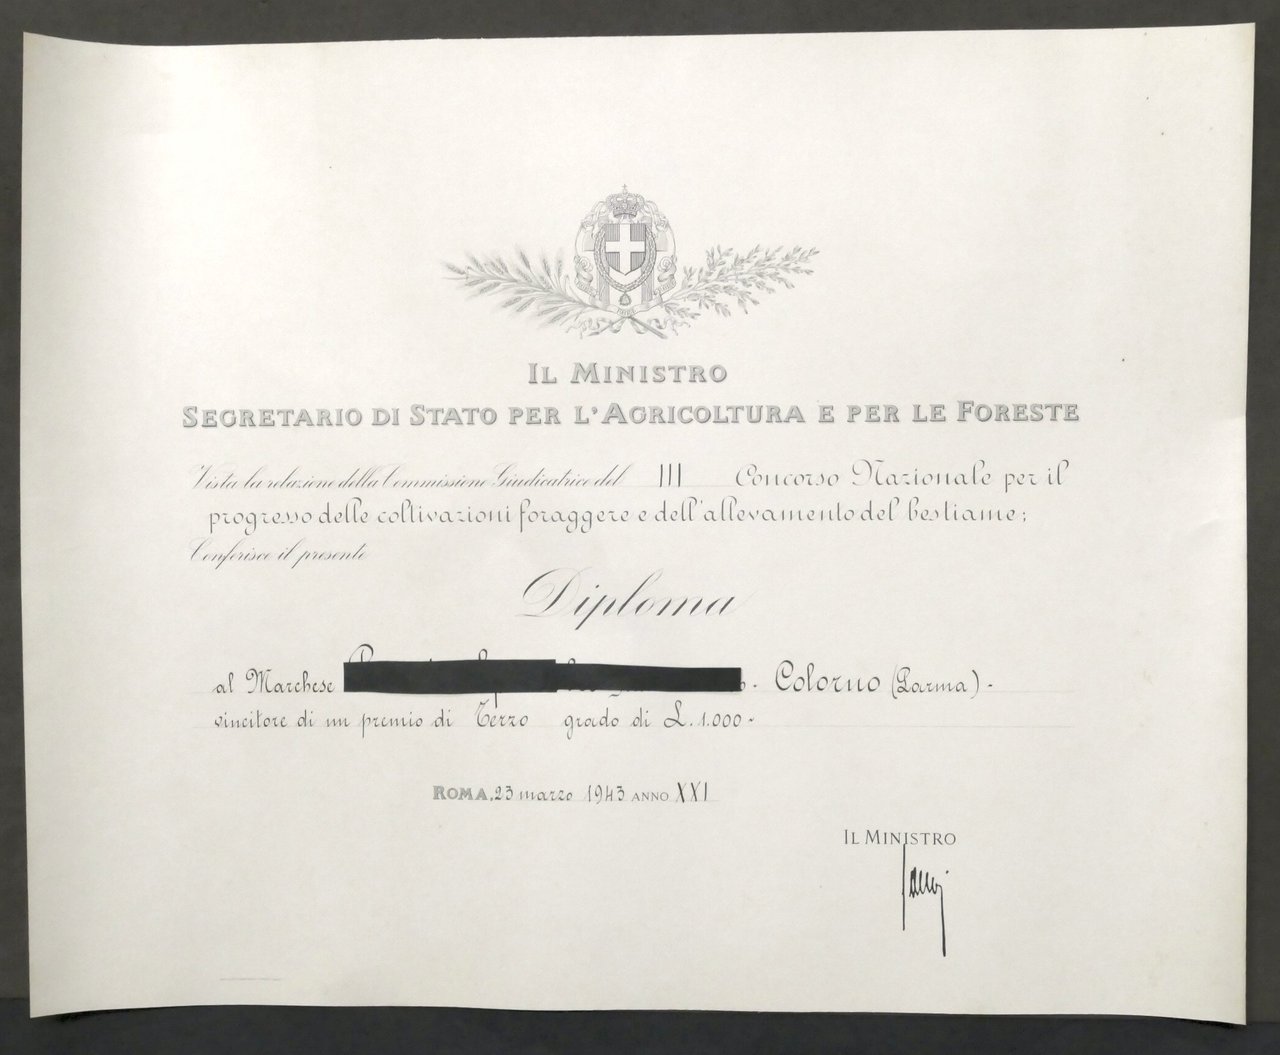 IL MINISTRO
SEGRETARIO DI STATO PER L'AGRICOLTURA E PER LE FORESTE
Vista la relazione della Commissione Giudicatrice del III Concorso Nazionale per il
progresso delle coltivazioni foraggere e dell'allevamento del bestiame;
Conferisce il presente
Diploma
al Marchese - Colorno (Parma) -
vincitore di un premio di Terzo grado di L. 1.000 -
ROMA, 23 marzo 1943 ANNO XXI
IL MINISTRO